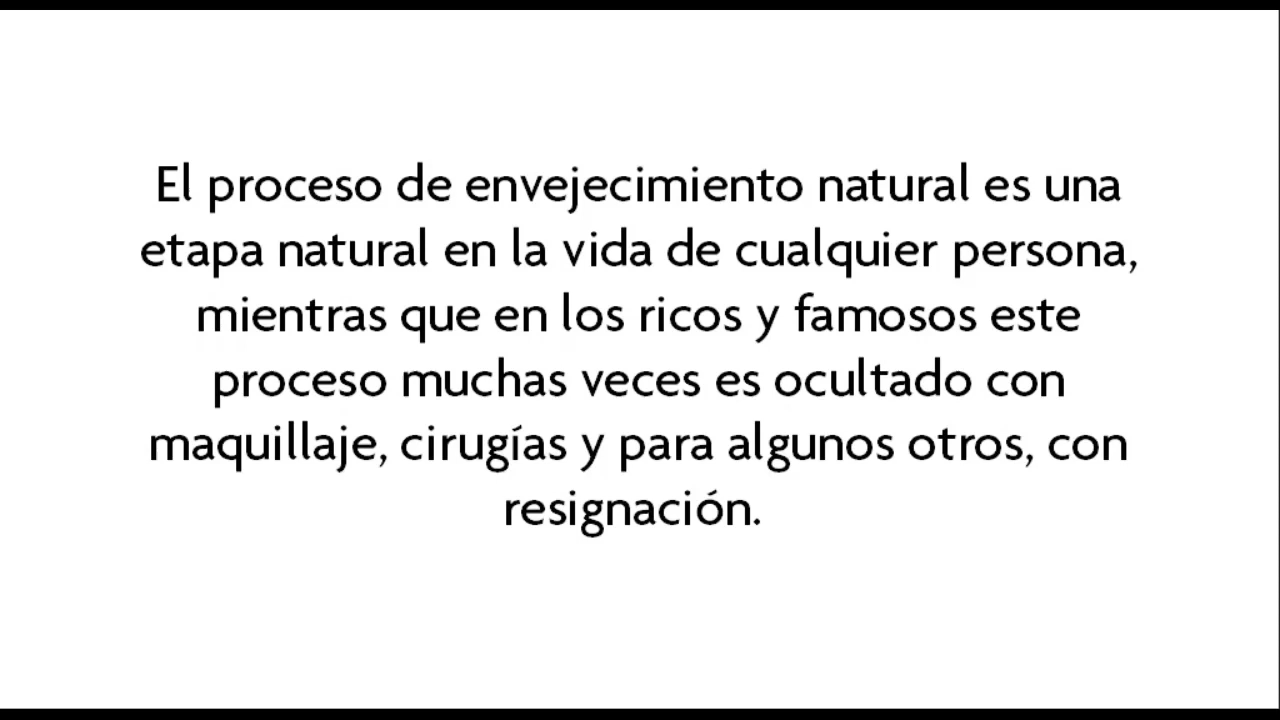 El proceso de envejecimiento natural es una
etapa natural en la vida de cualquier persona,
mientras que en los ricos y famosos este
proceso muchas veces es ocultado con
maquillaje, cirugías y para algunos otros, con
resignación.